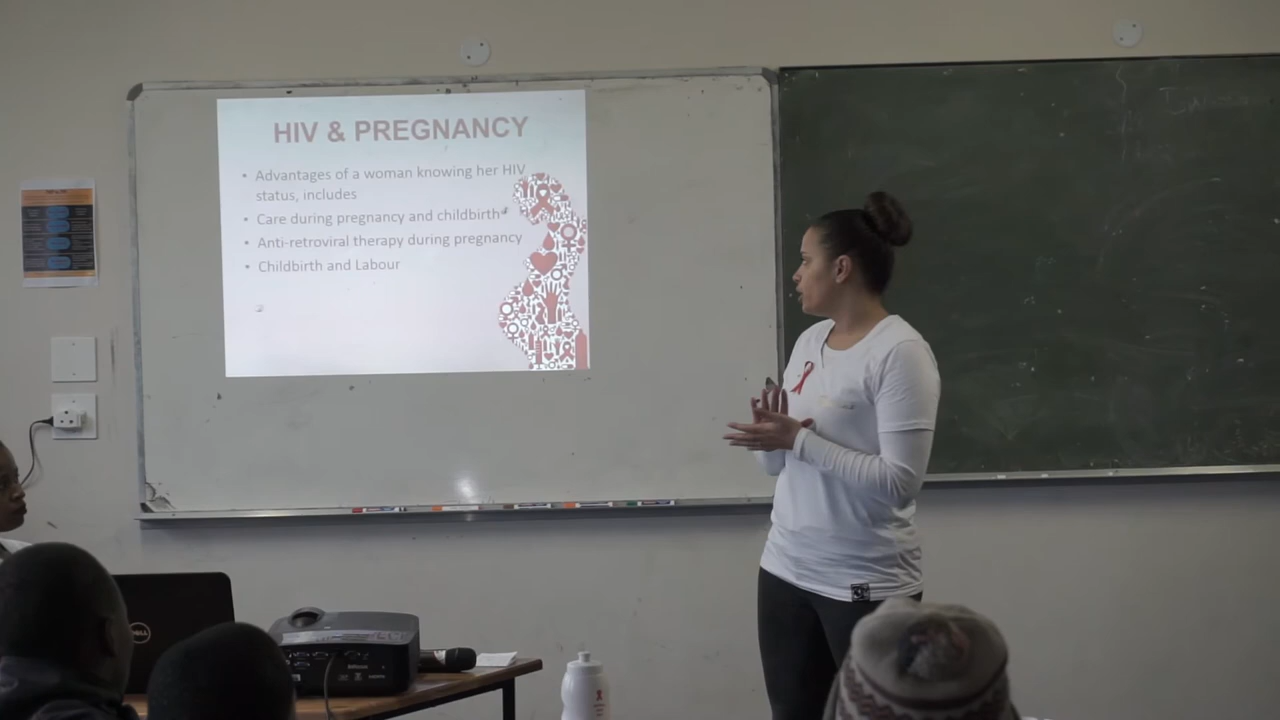 HIV & PREGNANCY
• Advantages of a woman knowing her HIV
status, includes
• Care during pregnancy and childbirth
• Anti-retroviral therapy during pregnancy
• Childbirth and Labour
DELL